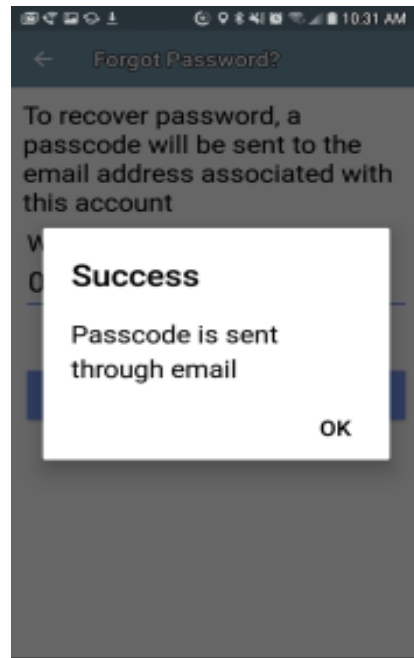 10:31 AM
Forgot Password?
To recover password, a
passcode will be sent to the
email address associated with
this account
W
0
Success
Passcode is sent
through email
OK